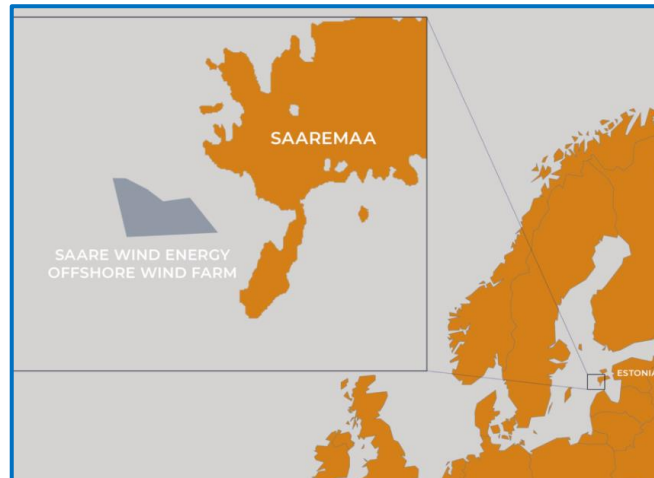 SAAREMAA
SAARE WIND ENERGY
OFFSHORE WIND FARM
ESTONIA